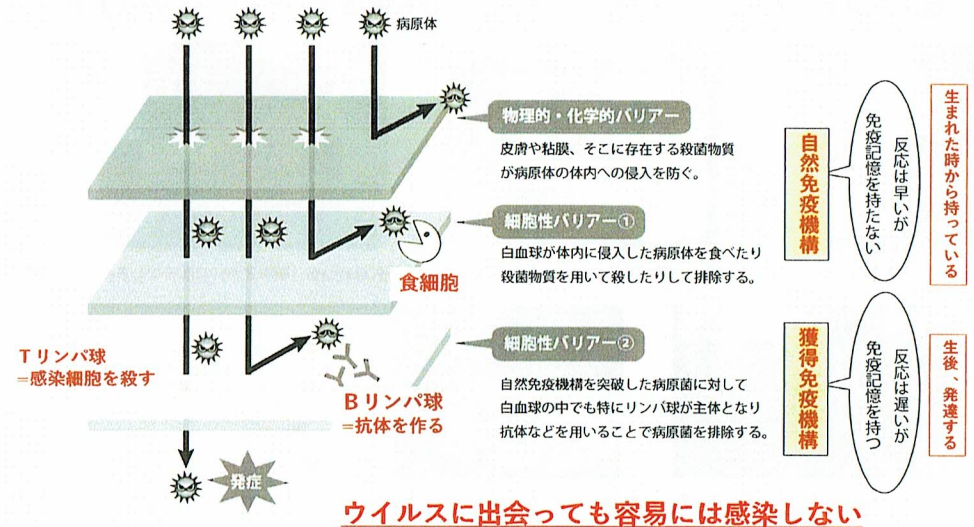 病原体
物理的・化学的バリアー
皮膚や粘膜、そこに存在する殺菌物質
が病原体の体内への侵入を防ぐ。
細胞性バリアー①
白血球が体内に侵入した病原体を食べたり
殺菌物質を用いて殺したりして排除する。
食細胞
細胞性バリアー②
自然免疫機構を突破した病原菌に対して
白血球の中でも特にリンパ球が主体となり
抗体などを用いることで病原菌を排除する。
Tリンパ球
=感染細胞を殺す
Bリンパ球
=抗体を作る
発症
自然免疫機構
反応は早いが
免疫記憶を持たない
生まれた時から持っている
獲得免疫機構
反応は遅いが
免疫記憶を持つ
生後、発達する
ウイルスに出会っても容易には感染しない